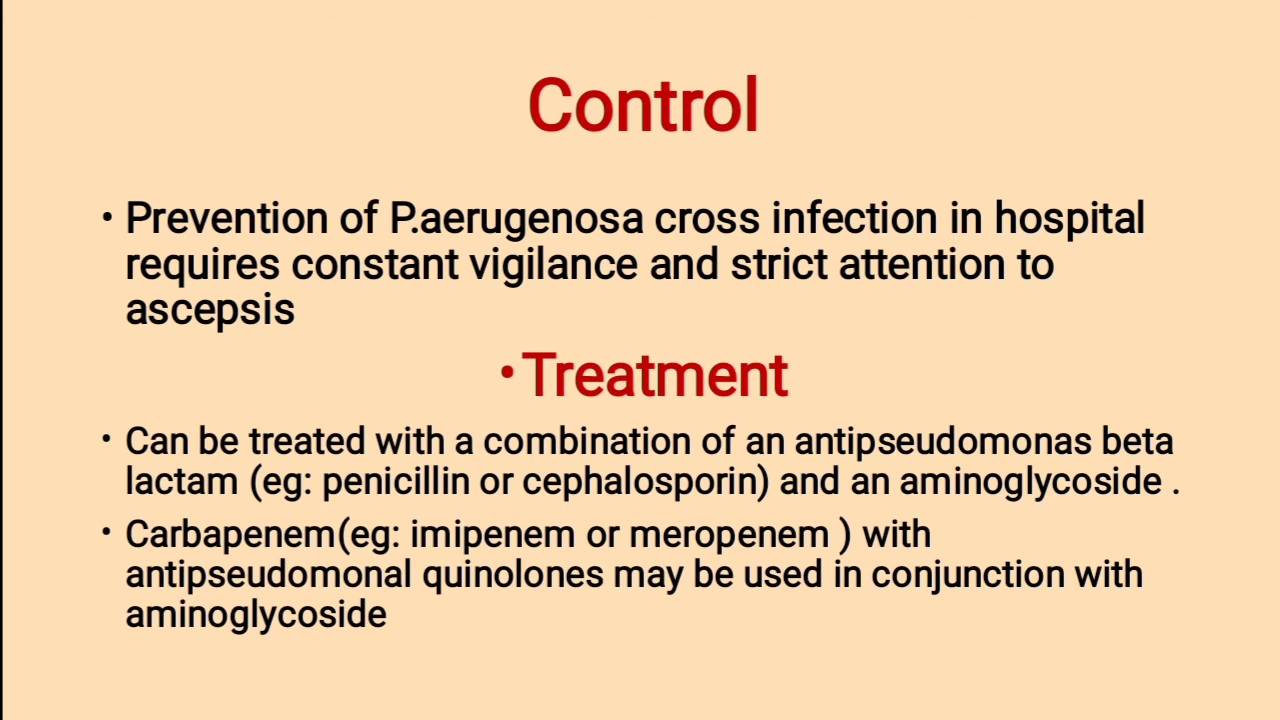 Control
• Prevention of P.aerugenosa cross infection in hospital
requires constant vigilance and strict attention to
ascepsis
• Treatment
• Can be treated with a combination of an antipseudomonas beta
lactam (eg: penicillin or cephalosporin) and an aminoglycoside .
• Carbapenem(eg: imipenem or meropenem ) with
antipseudomonal quinolones may be used in conjunction with
aminoglycoside